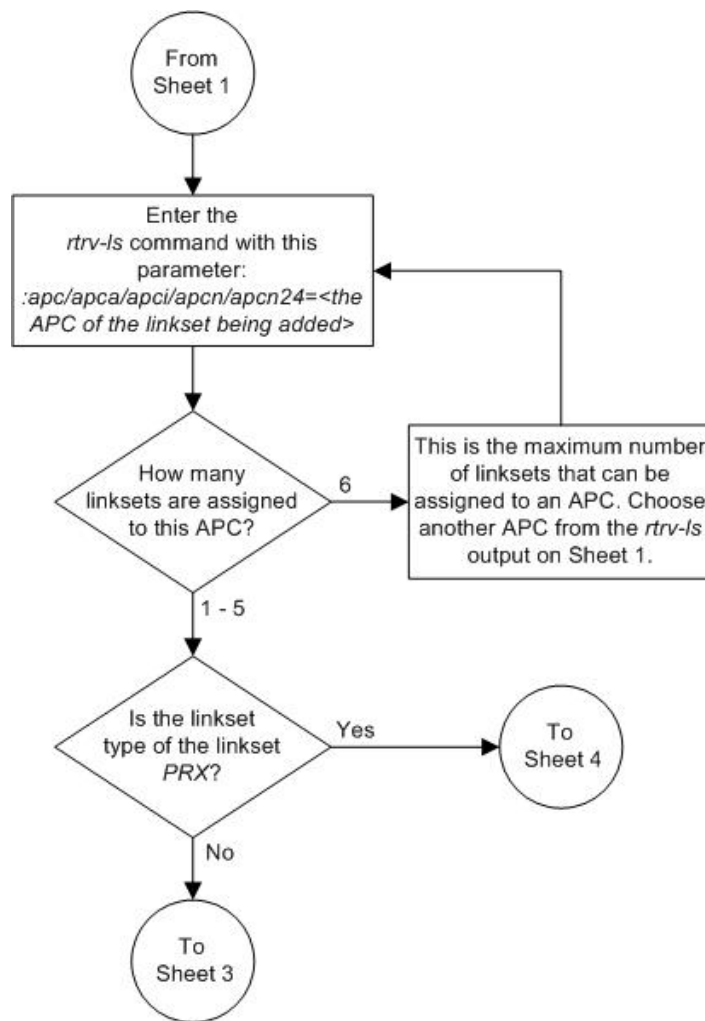 From
Sheet 1
Enter the
rtrv-ls command with this
parameter:
:apc/apca/apci/apcn/apcn24=<the
APC of the linkset being added>
How many
linksets are assigned
to this APC?
6
This is the maximum number
of linksets that can be
assigned to an APC. Choose
another APC from the rtrv-ls
output on Sheet 1.
1 - 5
Is the linkset
type of the linkset
PRX?
Yes
To
Sheet 4
No
To
Sheet 3